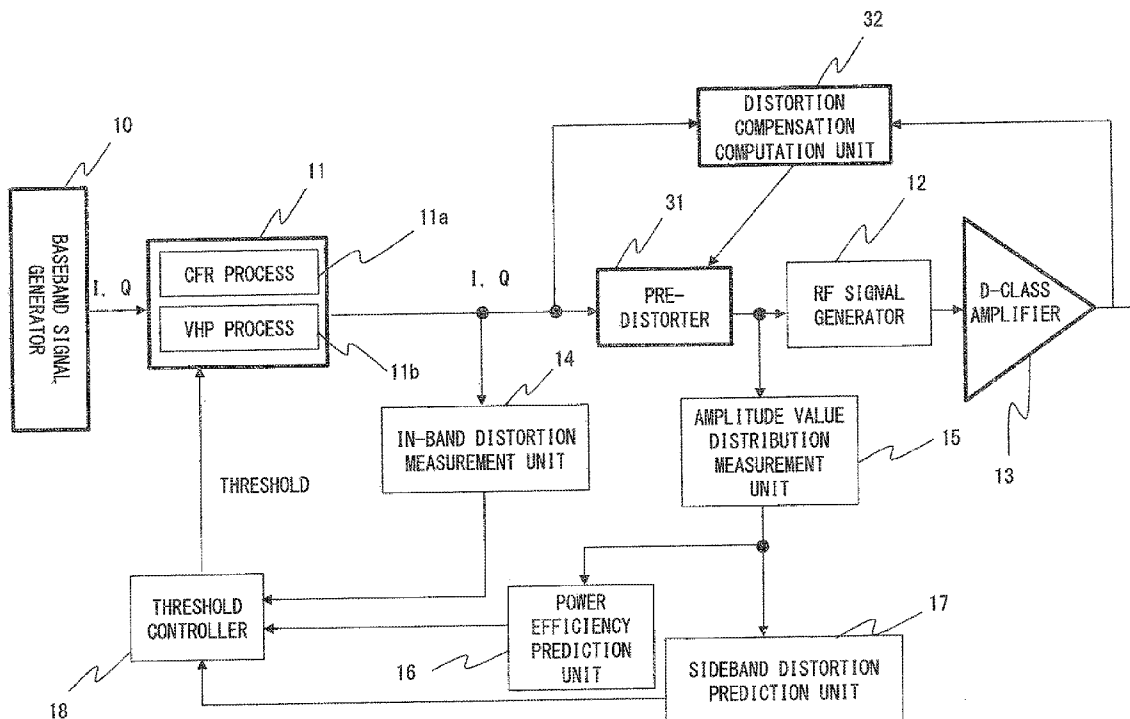 32
DISTORTION
COMPENSATION
COMPUTATION UNIT
10
BASEBAND SIGNAL
GENERATOR
I, Q
11
11a
CFR PROCESS
VHP PROCESS
11b
I, Q
31
PRE-
DISTORTER
12
RF SIGNAL
GENERATOR
D-CLASS
AMPLIFIER
13
14
IN-BAND DISTORTION
MEASUREMENT UNIT
AMPLITUDE VALUE
DISTRIBUTION
MEASUREMENT
UNIT
15
THRESHOLD
THRESHOLD
CONTROLLER
18
POWER
EFFICIENCY
PREDICTION
UNIT
16
17
SIDEBAND DISTORTION
PREDICTION UNIT